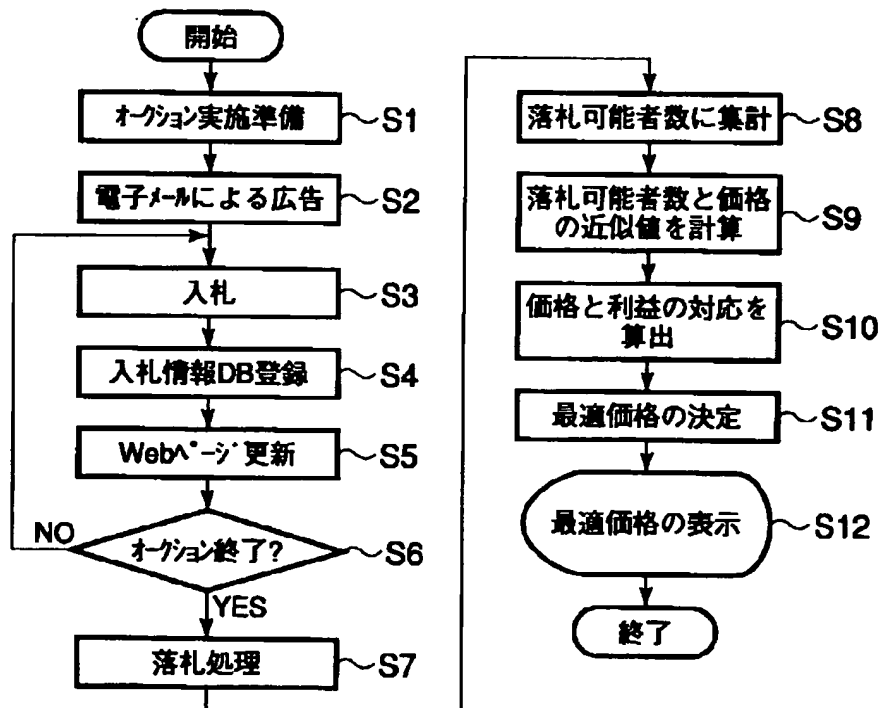 開始
オークション実施準備
S1
電子メールによる広告
S2
入札
S3
入札情報DB登録
S4
Webページ更新
S5
オークション終了?
S6
NO
YES
落札処理
S7
落札可能者数に集計
S8
落札可能者数と価格
の近似値を計算
S9
価格と利益の対応を
算出
S10
最適価格の決定
S11
最適価格の表示
S12
終了